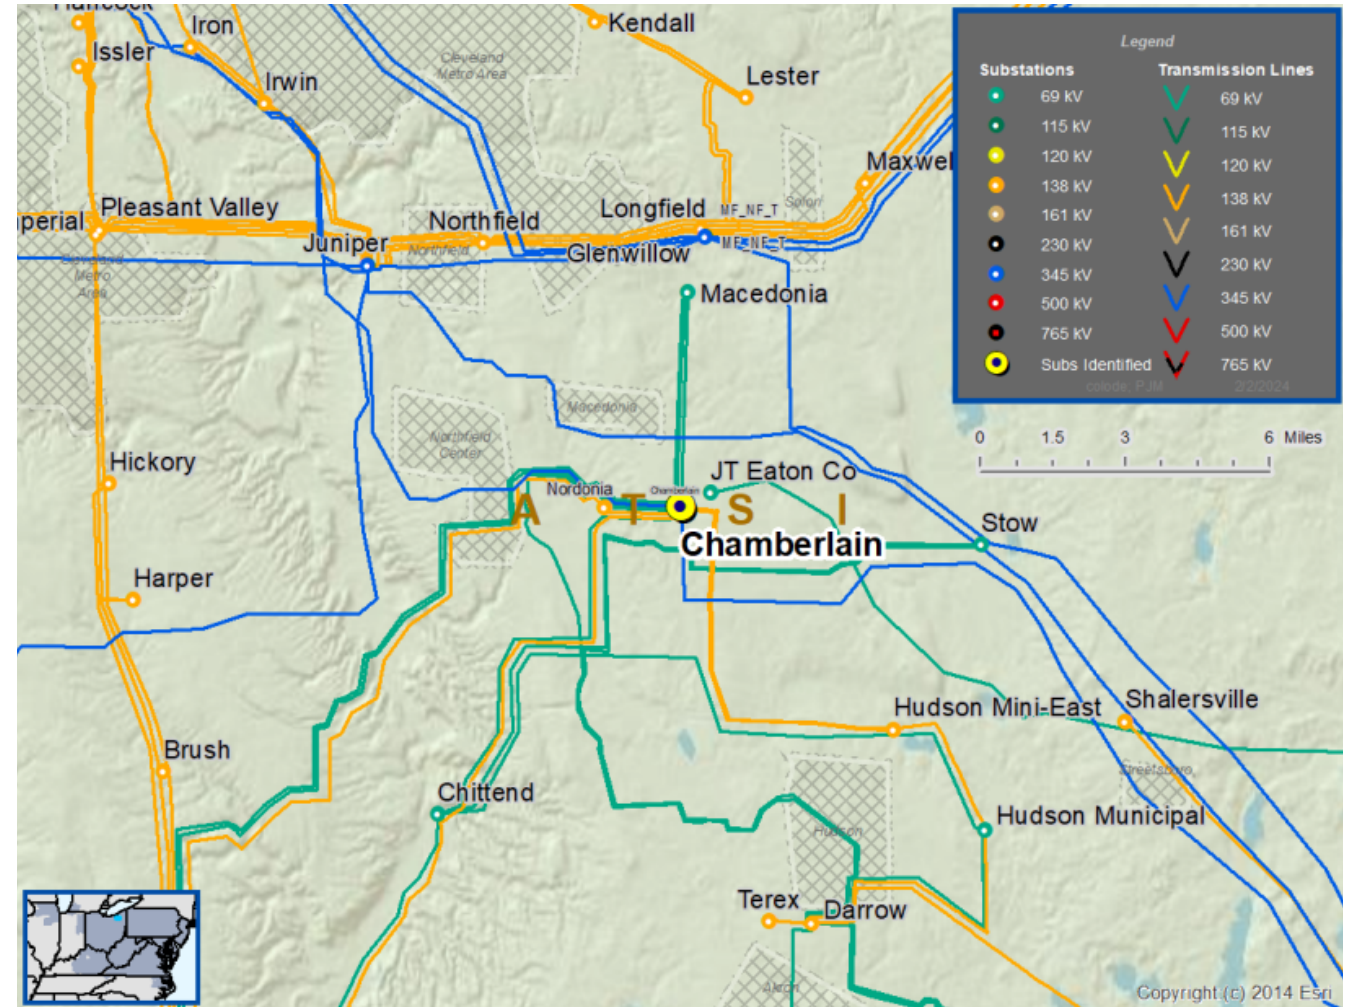 Hancock
Iron
Issler
Irwin
Kendall
Lester
Cleveland
Metro Area
Legend
Substations
Transmission Lines
69 kV
69 kV
115 kV
115 kV
120 kV
120 kV
138 kV
138 kV
161 kV
161 kV
230 kV
230 kV
345 kV
345 kV
500 kV
500 kV
765 kV
765 kV
Subs Identified
PJM
2/2/2024
Maxwel
perial
Pleasant Valley
Northfield
Longfield
MF_NF_T
Solon
Juniper
Northfield
Glenwillow
MF_NF_T
Cleveland
Metro
Area
Macedonia
Macedonia
Northfield
Center
0 1.5 3 6 Miles
Hickory
JT Eaton Co
Nordonia
Chamberlain
A T S I
Stow
Chamberlain
Harper
Hudson Mini-East
Shalersville
Brush
Streetsboro
Chittend
Hudson
Hudson Municipal
Terex
Darrow
Akron
Copyright:(c) 2014 Esri